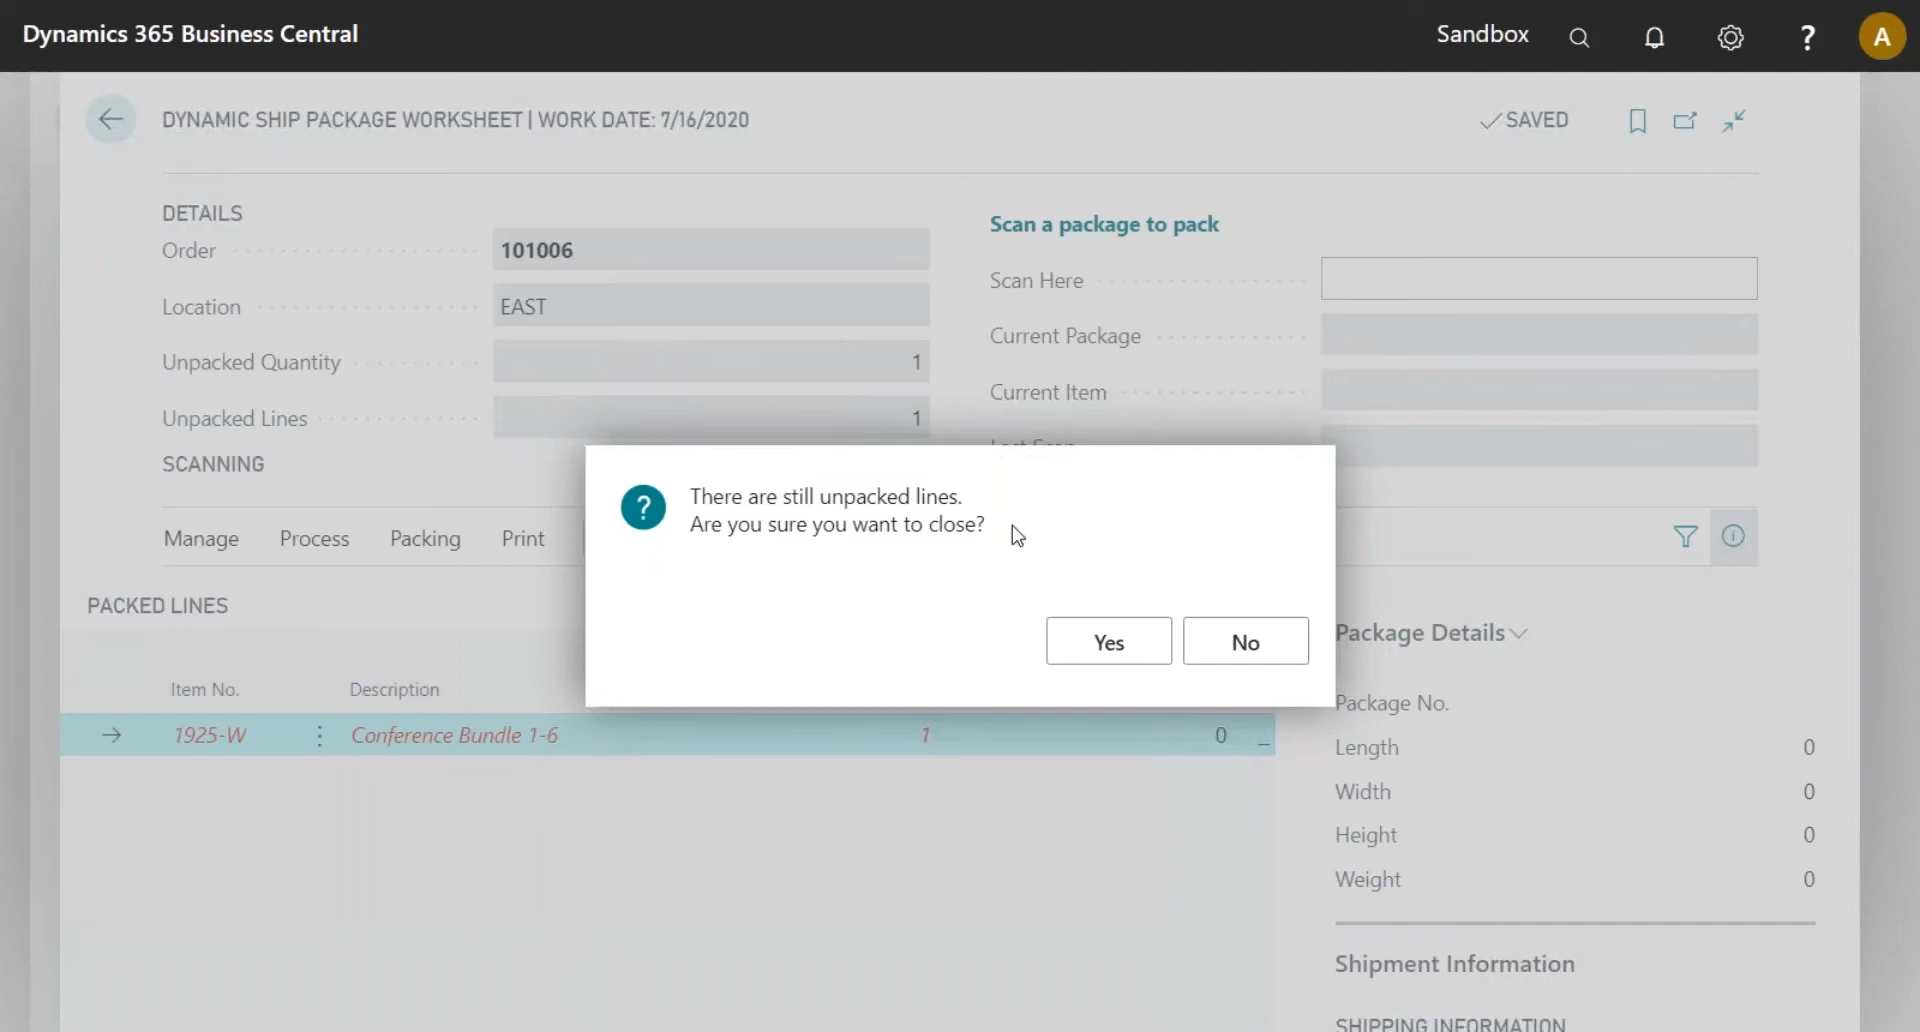 Dynamics 365 Business Central
Sandbox
?
A
DYNAMIC SHIP PACKAGE WORKSHEET | WORK DATE: 7/16/2020
SAVED
DETAILS
Order 101006
Location EAST
Unpacked Quantity 1
Unpacked Lines 1
SCANNING
Scan a package to pack
Scan Here
Current Package
Current Item
There are still unpacked lines.
Are you sure you want to close?
Yes No
Manage Process Packing Print
PACKED LINES
Item No. Description
1925-W Conference Bundle 1-6 1 0 _
Package Details
Package No.
Length 0
Width 0
Height 0
Weight 0
Shipment Information
SHIPPING INFORMATION